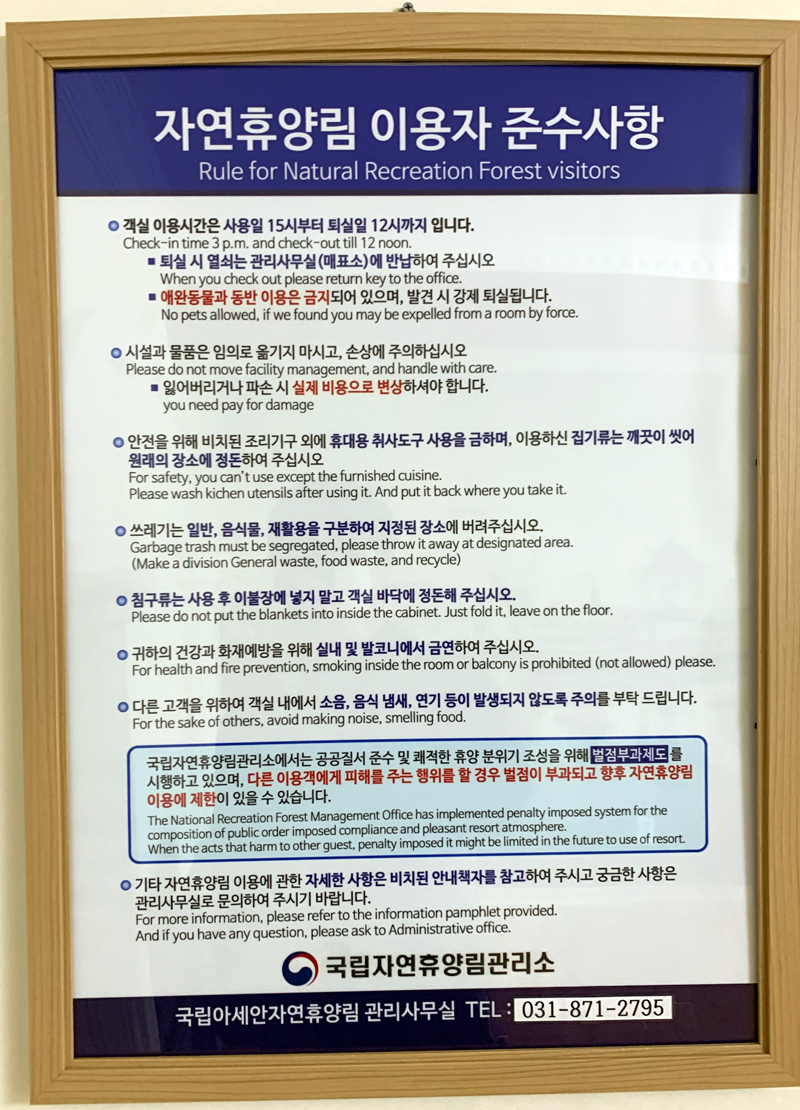 자연휴양림 이용자 준수사항
Rule for Natural Recreation Forest visitors
객실 이용시간은 사용일 15시부터 퇴실일 12시까지 입니다.
Check-in time 3 p.m. and check-out till 12 noon.
퇴실 시 열쇠는 관리사무실(매표소)에 반납하여 주십시오
When you check out please return key to the office.
애완동물과 동반 이용은 금지되어 있으며, 발견 시 강제 퇴실됩니다.
No pets allowed, if we found you may be expelled from a room by force.
시설과 물품은 임의로 옮기지 마시고, 손상에 주의하십시오
Please do not move facility management, and handle with care.
잃어버리거나 파손 시 실제 비용으로 변상하셔야 합니다.
you need pay for damage
안전을 위해 비치된 조리기구 외에 휴대용 취사도구 사용을 금하며, 이용하신 집기류는 깨끗이 씻어
원래의 장소에 정돈하여 주십시오
For safety, you can't use except the furnished cuisine.
Please wash kichen utensils after using it. And put it back where you take it.
쓰레기는 일반, 음식물, 재활용을 구분하여 지정된 장소에 버려주십시오.
Garbage trash must be segregated, please throw it away at designated area.
(Make a division General waste, food waste, and recycle)
침구류는 사용 후 이불장에 넣지 말고 객실 바닥에 정돈해 주십시오.
Please do not put the blankets into inside the cabinet. Just fold it, leave on the floor.
귀하의 건강과 화재예방을 위해 실내 및 발코니에서 금연하여 주십시오.
For health and fire prevention, smoking inside the room or balcony is prohibited (not allowed) please.
다른 고객을 위하여 객실 내에서 소음, 음식 냄새, 연기 등이 발생되지 않도록 주의를 부탁 드립니다.
For the sake of others, avoid making noise, smelling food.
국립자연휴양림관리소에서는 공공질서 준수 및 쾌적한 휴양 분위기 조성을 위해 벌점부과제도를
시행하고 있으며, 다른 이용객에게 피해를 주는 행위를 할 경우 벌점이 부과되고 향후 자연휴양림
이용에 제한이 있을 수 있습니다.
The National Recreation Forest Management Office has implemented penalty imposed system for the
composition of public order imposed compliance and pleasant resort atmosphere.
When the acts that harm to other guest, penalty imposed it might be limited in the future to use of resort.
기타 자연휴양림 이용에 관한 자세한 사항은 비치된 안내책자를 참고하여 주시고 궁금한 사항은
관리사무실로 문의하여 주시기 바랍니다.
For more information, please refer to the information pamphlet provided.
And if you have any question, please ask to Administrative office.
국립자연휴양림관리소
국립아세안자연휴양림 관리사무실 TEL : 031-871-2795